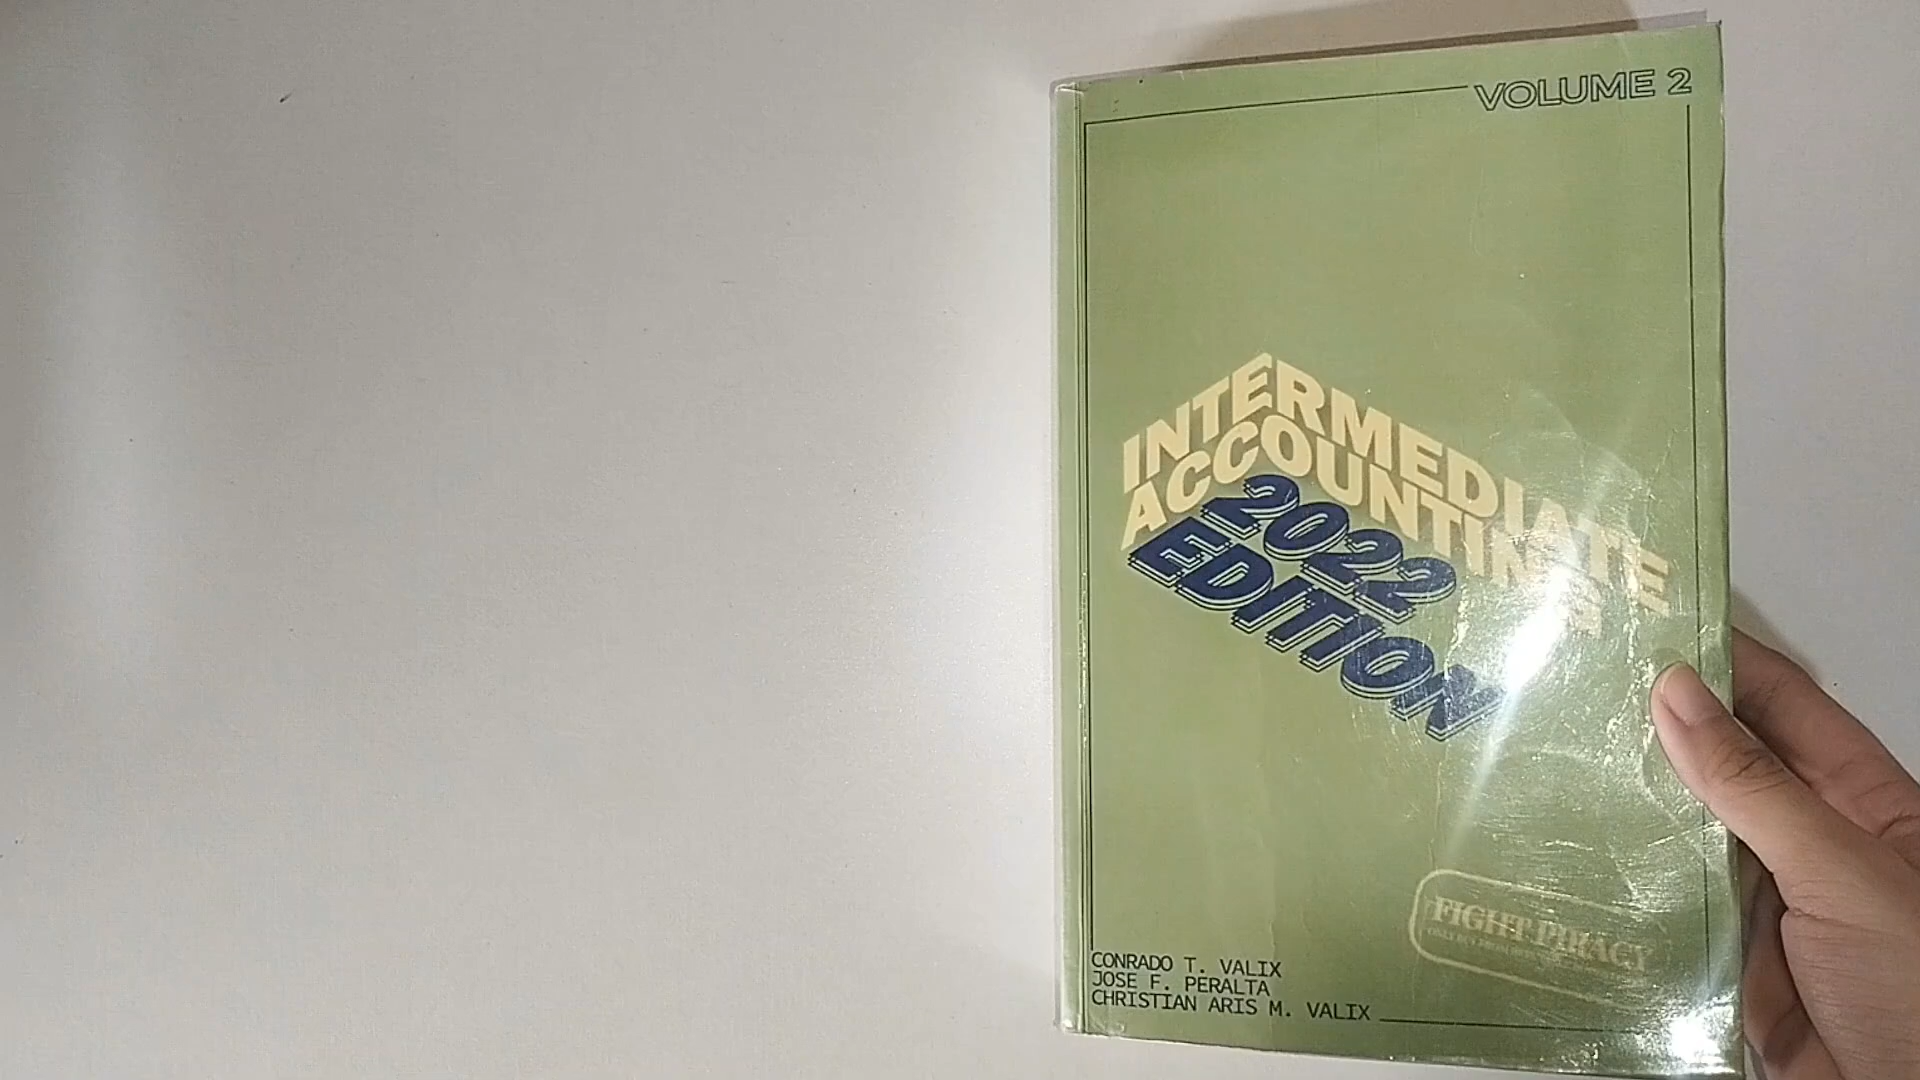 VOLUME 2
INTERMEDIATE
ACCOUNTING
2022
EDITION
FIGHT PIRACY
CONRADO T. VALIX
JOSE F. PERALTA
CHRISTIAN ARIS M. VALIX